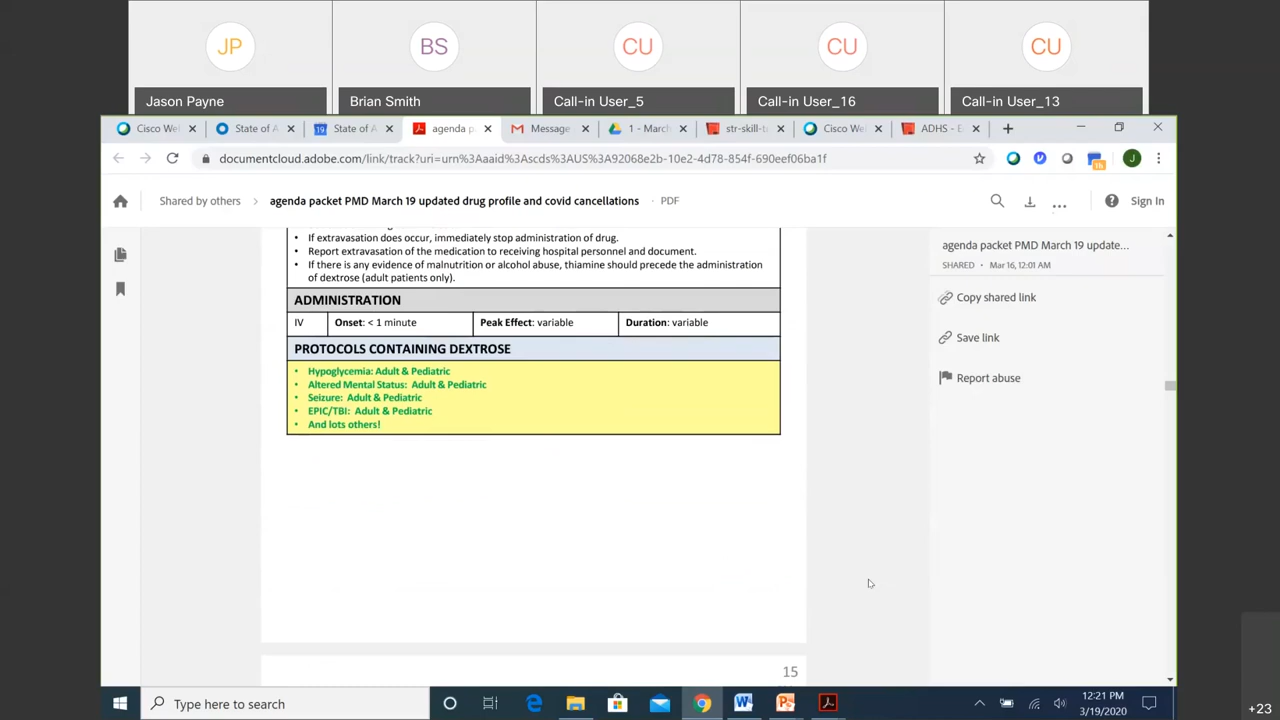 JP
BS
CU
CU
CU
Jason Payne
Brian Smith
Call-in User_5
Call-in User_16
Call-in User_13
Cisco We
State of A
State of A
agenda p
Message
1 - March
str-skill-t
Cisco We
ADHS - E
documentcloud.adobe.com/link/track?uri=urn%3Aaaid%3Ascds%3AUS%3A92068e2b-10e2-4d78-854f-690eef06ba1f
J
Shared by others > agenda packet PMD March 19 updated drug profile and covid cancellations PDF
Sign In
• If extravasation does occur, immediately stop administration of drug.
• Report extravasation of the medication to receiving hospital personnel and document.
• If there is any evidence of malnutrition or alcohol abuse, thiamine should precede the administration
of dextrose (adult patients only).
ADMINISTRATION
IV Onset: < 1 minute Peak Effect: variable Duration: variable
PROTOCOLS CONTAINING DEXTROSE
• Hypoglycemia: Adult & Pediatric
• Altered Mental Status: Adult & Pediatric
• Seizure: Adult & Pediatric
• EPIC/TBI: Adult & Pediatric
• And lots others!
15
agenda packet PMD March 19 update...
SHARED • Mar 16, 12:01 AM
Copy shared link
Save link
Report abuse
Type here to search
12:21 PM
3/19/2020
+23